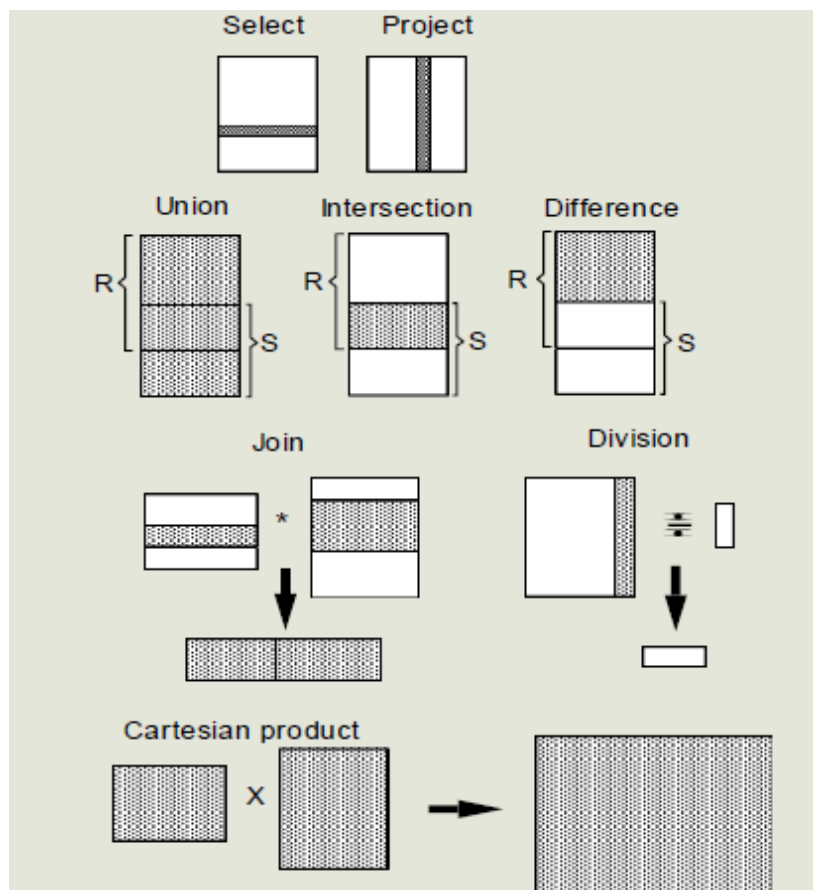 Select Project
Union Intersection Difference
R S R S R S
Join Division
* ÷
Cartesian product
X